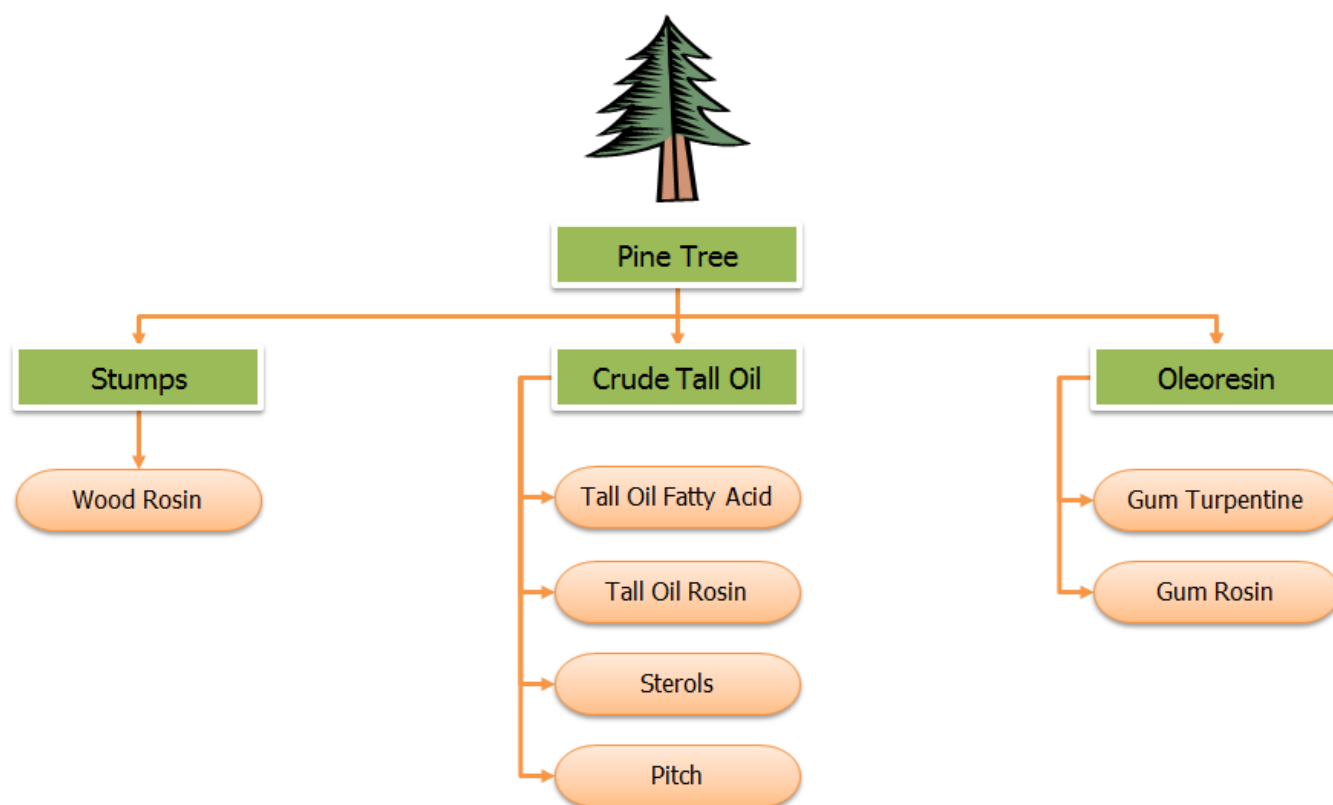 Pine Tree
Stumps
Crude Tall Oil
Oleoresin
Wood Rosin
Tall Oil Fatty Acid
Gum Turpentine
Tall Oil Rosin
Gum Rosin
Sterols
Pitch